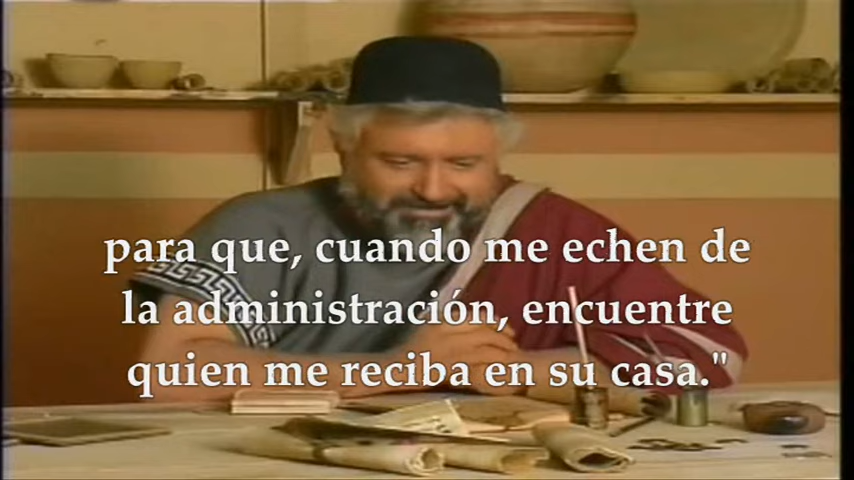 para que, cuando me echen de
la administración, encuentre
quien me reciba en su casa."